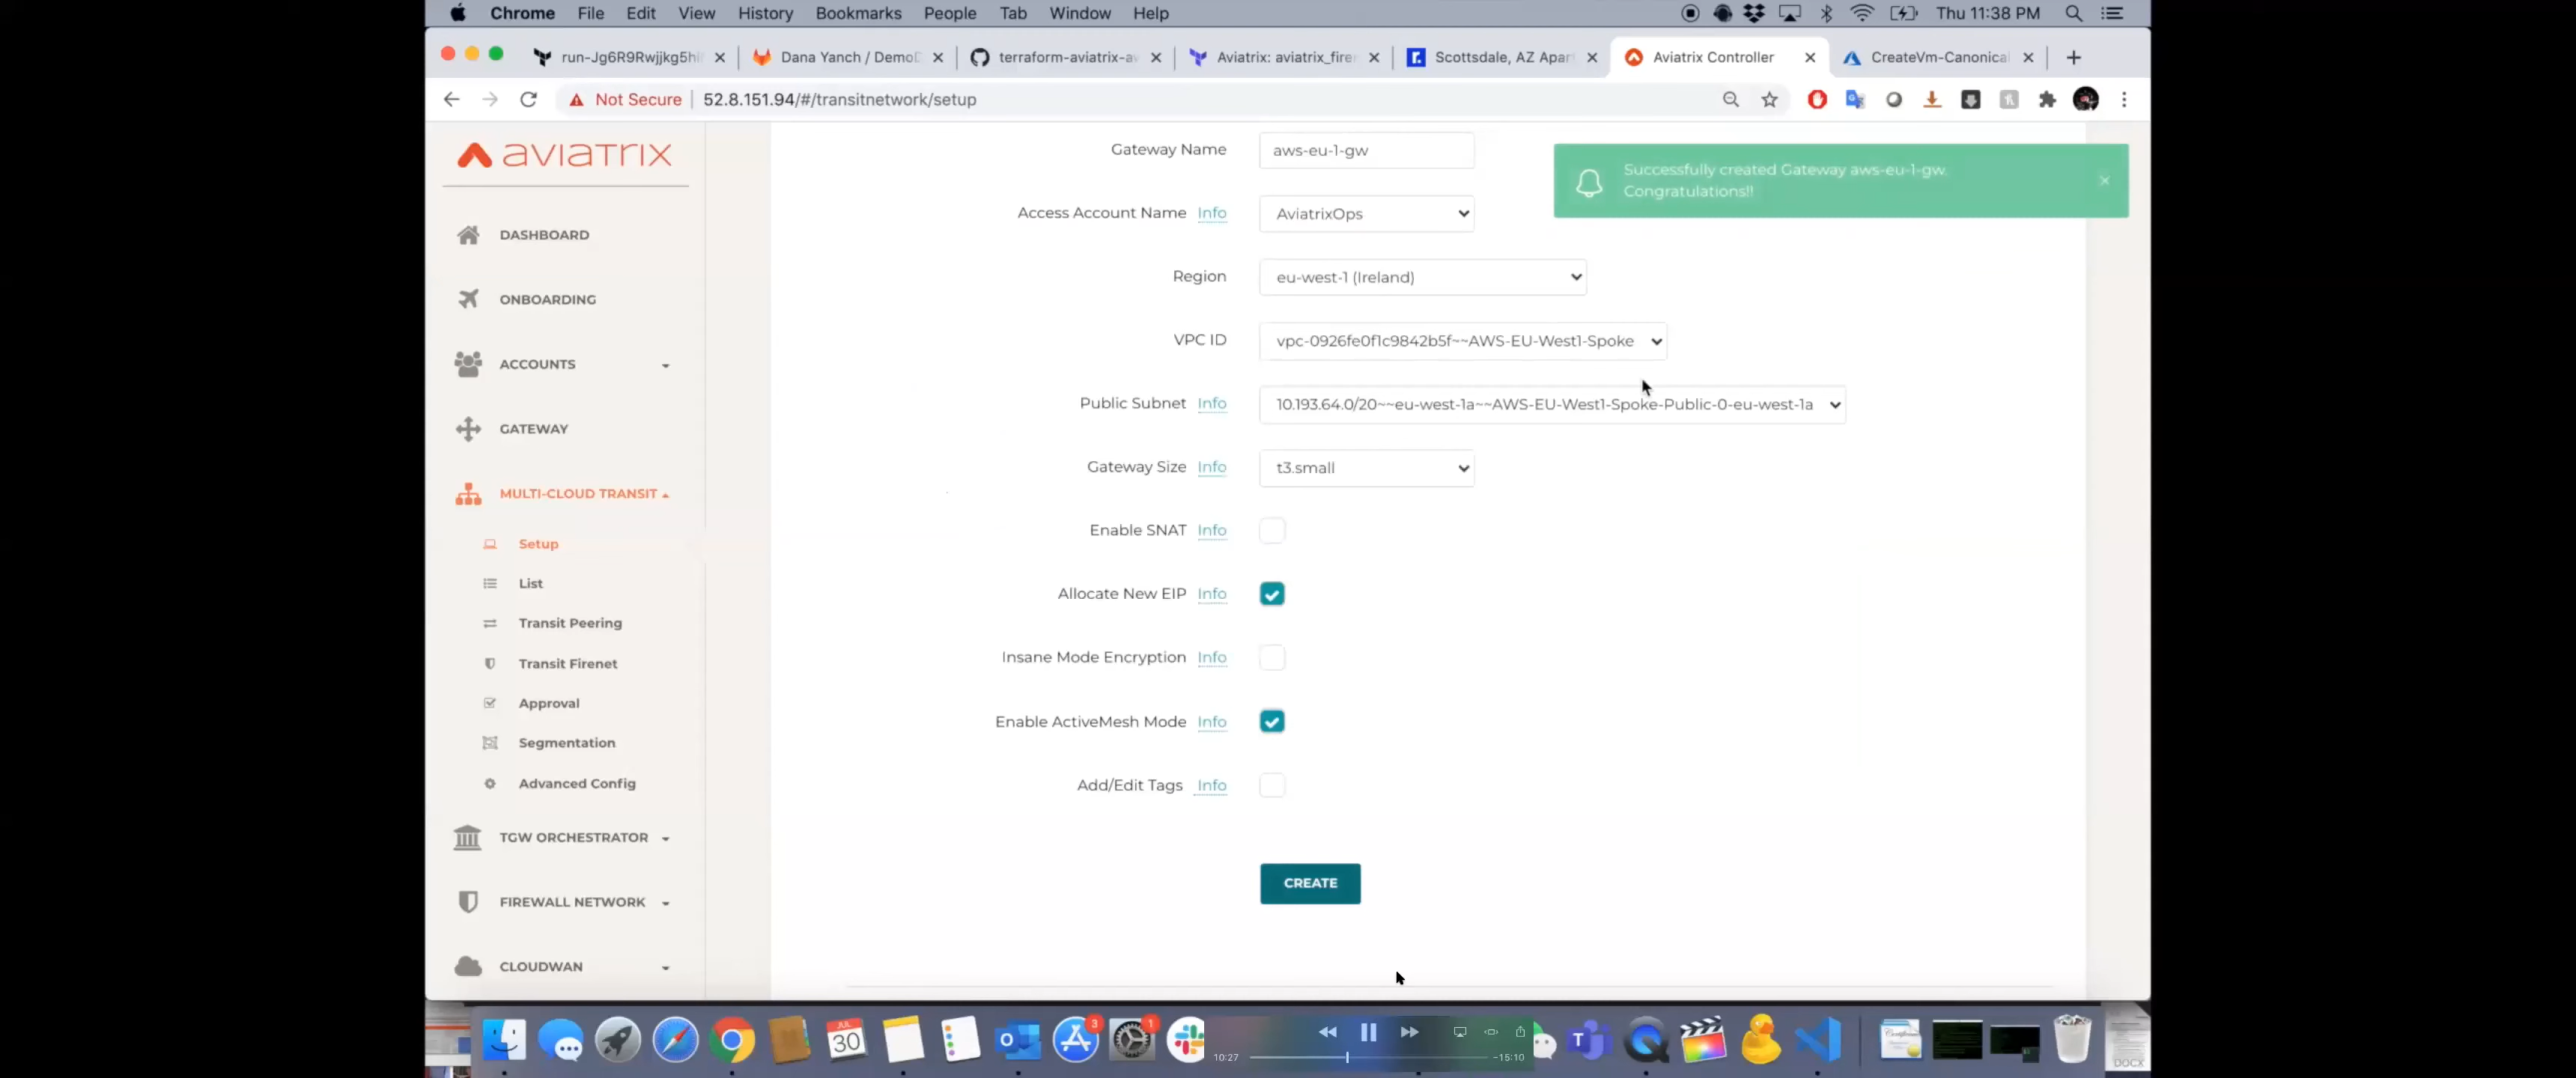 Chrome File Edit View History Bookmarks People Tab Window Help Thu 11:38 PM
run-Jg6R9Rwjjkg5hi Dana Yanch / DemoD terraform-aviatrix-av Aviatrix: aviatrix_firen Scottsdale, AZ Apart Aviatrix Controller CreateVm-Canonical
Not Secure 52.8.151.94/#/transitnetwork/setup
aviatrix
DASHBOARD
ONBOARDING
ACCOUNTS
GATEWAY
MULTI-CLOUD TRANSIT
Setup
List
Transit Peering
Transit Firenet
Approval
Segmentation
Advanced Config
TGW ORCHESTRATOR
FIREWALL NETWORK
CLOUDWAN
Gateway Name aws-eu-1-gw
Access Account Name Info AviatrixOps
Region eu-west-1 (Ireland)
VPC ID vpc-0926fe0f1c9842b5f~~AWS-EU-West1-Spoke
Public Subnet Info 10.193.64.0/20~~eu-west-1a~~AWS-EU-West1-Spoke-Public-0-eu-west-1a
Gateway Size Info t3.small
Enable SNAT Info
Allocate New EIP Info
Insane Mode Encryption Info
Enable ActiveMesh Mode Info
Add/Edit Tags Info
CREATE
Successfully created Gateway aws-eu-1-gw.
Congratulations!!
JUL
30
3
1
10:27 -15:10
DOCX